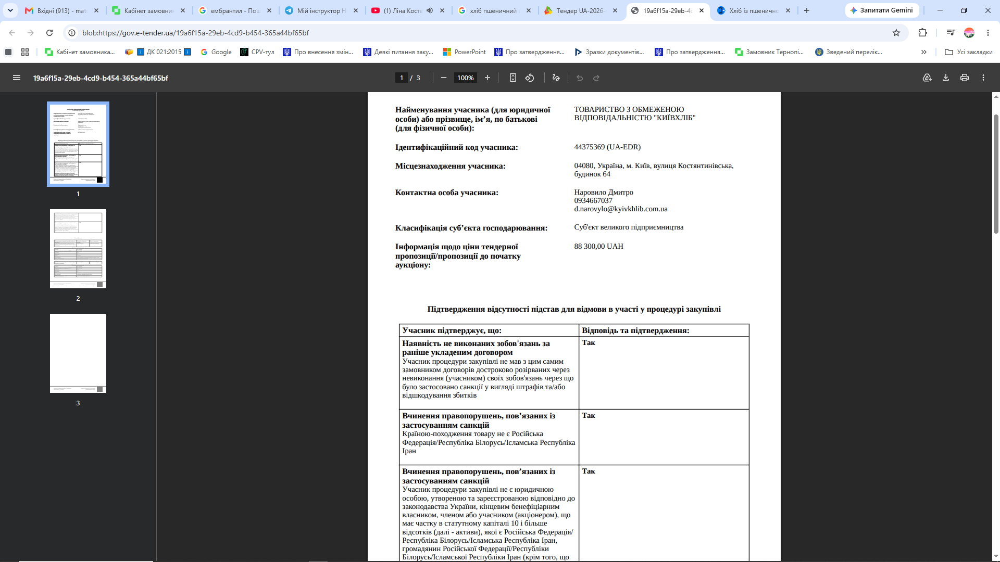 Вхідні (913) - mat
Кабінет замовни
ембрантил - Пош
Мій інструктор Н
(1) Ліна Косте
хліб пшеничний
Тендер UA-2026-
19a6f15a-29eb-4c
Хліб із пшенично
Запитати Gemini
blob:https://gov.e-tender.ua/19a6f15a-29eb-4cd9-b454-365a44bf65bf
Кабінет замовника...
ДК 021:2015
Google
CPV-тул
Про внесення змін...
Деякі питання заку...
PowerPoint
Про затвердження...
Зразки документів...
Про затвердження...
Замовник Тернопі...
Зведений перелік...
Усі закладки
19a6f15a-29eb-4cd9-b454-365a44bf65bf
1 / 3
100%
1
2
3
Найменування учасника (для юридичної
особи) або прізвище, ім’я, по батькові
(для фізичної особи):
ТОВАРИСТВО З ОБМЕЖЕНОЮ
ВІДПОВІДАЛЬНІСТЮ "КИЇВХЛІБ"
Ідентифікаційний код учасника:
44375369 (UA-EDR)
Місцезнаходження учасника:
04080, Україна, м. Київ, вулиця Костянтинівська,
будинок 64
Контактна особа учасника:
Наровило Дмитро
0934667037
d.narovylo@kyivkhlib.com.ua
Класифікація суб’єкта господарювання:
Суб'єкт великого підприємництва
Інформація щодо ціни тендерної
пропозиції/пропозиції до початку
аукціону:
88 300,00 UAH
Підтвердження відсутності підстав для відмови в участі у процедурі закупівлі
Учасник підтверджує, що:
Відповідь та підтвердження:
Наявність не виконаних зобов'язань за
раніше укладеним договором
Учасник процедури закупівлі не мав з цим самим
замовником договорів достроково розірваних через
невиконання (учасником) своїх зобов'язань через що
було застосовано санкції у вигляді штрафів та/або
відшкодування збитків
Так
Вчинення правопорушень, пов’язаних із
застосуванням санкцій
Країною-походження товару не є Російська
Федерація/Республіка Білорусь/Ісламська Республіка
Іран
Так
Вчинення правопорушень, пов’язаних із
застосуванням санкцій
Учасник процедури закупівлі не є юридичною
особою, утвореною та зареєстрованою відповідно до
законодавства України, кінцевим бенефіціарним
власником, членом або учасником (акціонером), що
має частку в статутному капіталі 10 і більше
відсотків (далі - активи), якої є Російська Федерація/
Республіка Білорусь/Ісламська Республіка Іран,
громадянин Російської Федерації/Республіки
Білорусь/Ісламської Республіки Іран (крім того, що
Так